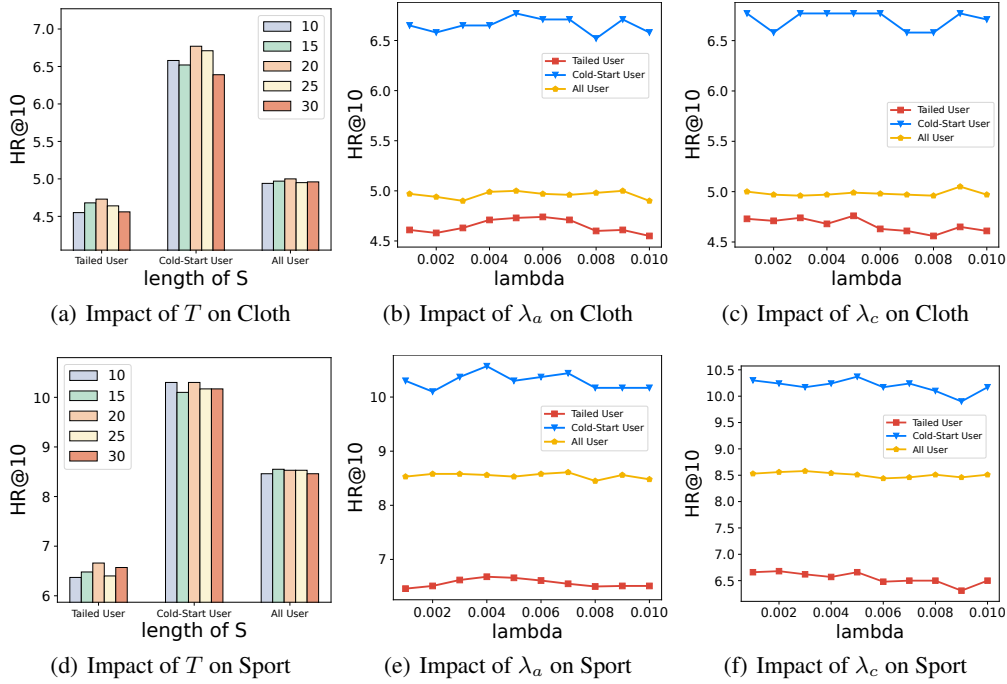 HR@10
7.0
6.5
6.0
5.5
5.0
4.5
10
15
20
25
30
Tailed User
Cold-Start User
All User
length of S
(a) Impact of T on Cloth
HR@10
6.5
6.0
5.5
5.0
4.5
Tailed User
Cold-Start User
All User
0.002 0.004 0.006 0.008 0.010
lambda
(b) Impact of λa on Cloth
HR@10
6.5
6.0
5.5
5.0
4.5
Tailed User
Cold-Start User
All User
0.002 0.004 0.006 0.008 0.010
lambda
(c) Impact of λc on Cloth
HR@10
10
8
7
6
10
15
20
25
30
Tailed User
Cold-Start User
All User
length of S
(d) Impact of T on Sport
HR@10
10
9
8
7
Tailed User
Cold-Start User
All User
0.002 0.004 0.006 0.008 0.010
lambda
(e) Impact of λa on Sport
HR@10
10.5
10.0
9.5
9.0
8.5
8.0
7.5
7.0
6.5
Tailed User
Cold-Start User
All User
0.002 0.004 0.006 0.008 0.010
lambda
(f) Impact of λc on Sport